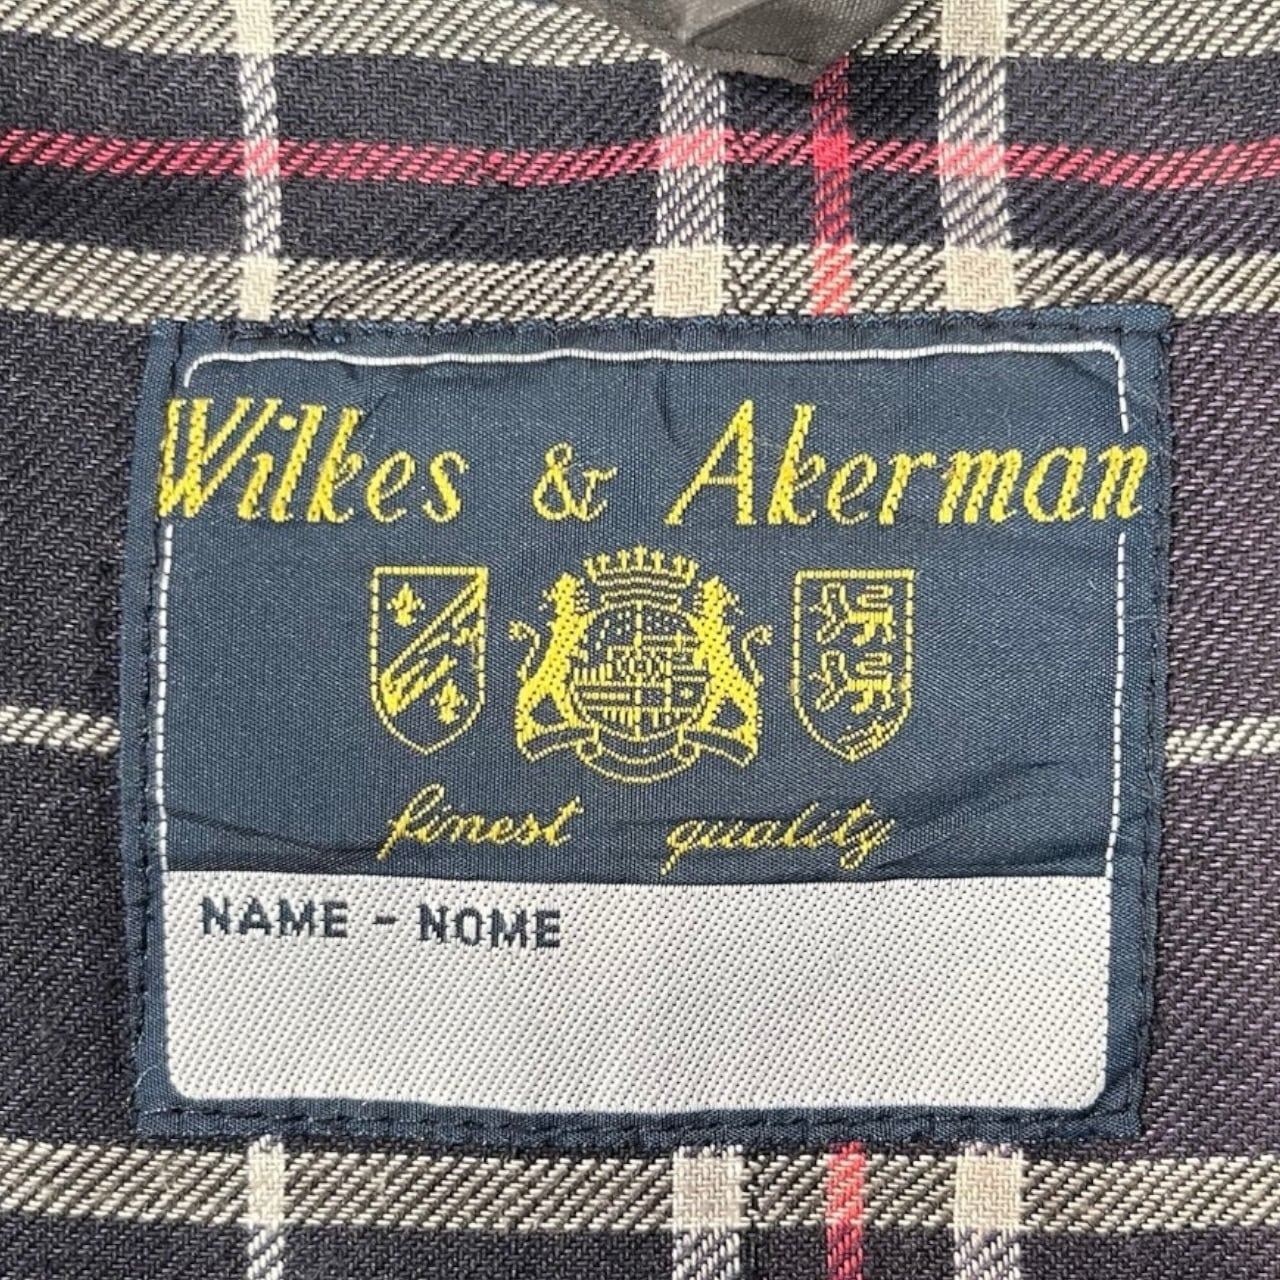 Wilkes & Akerman
finest quality
NAME - NOME